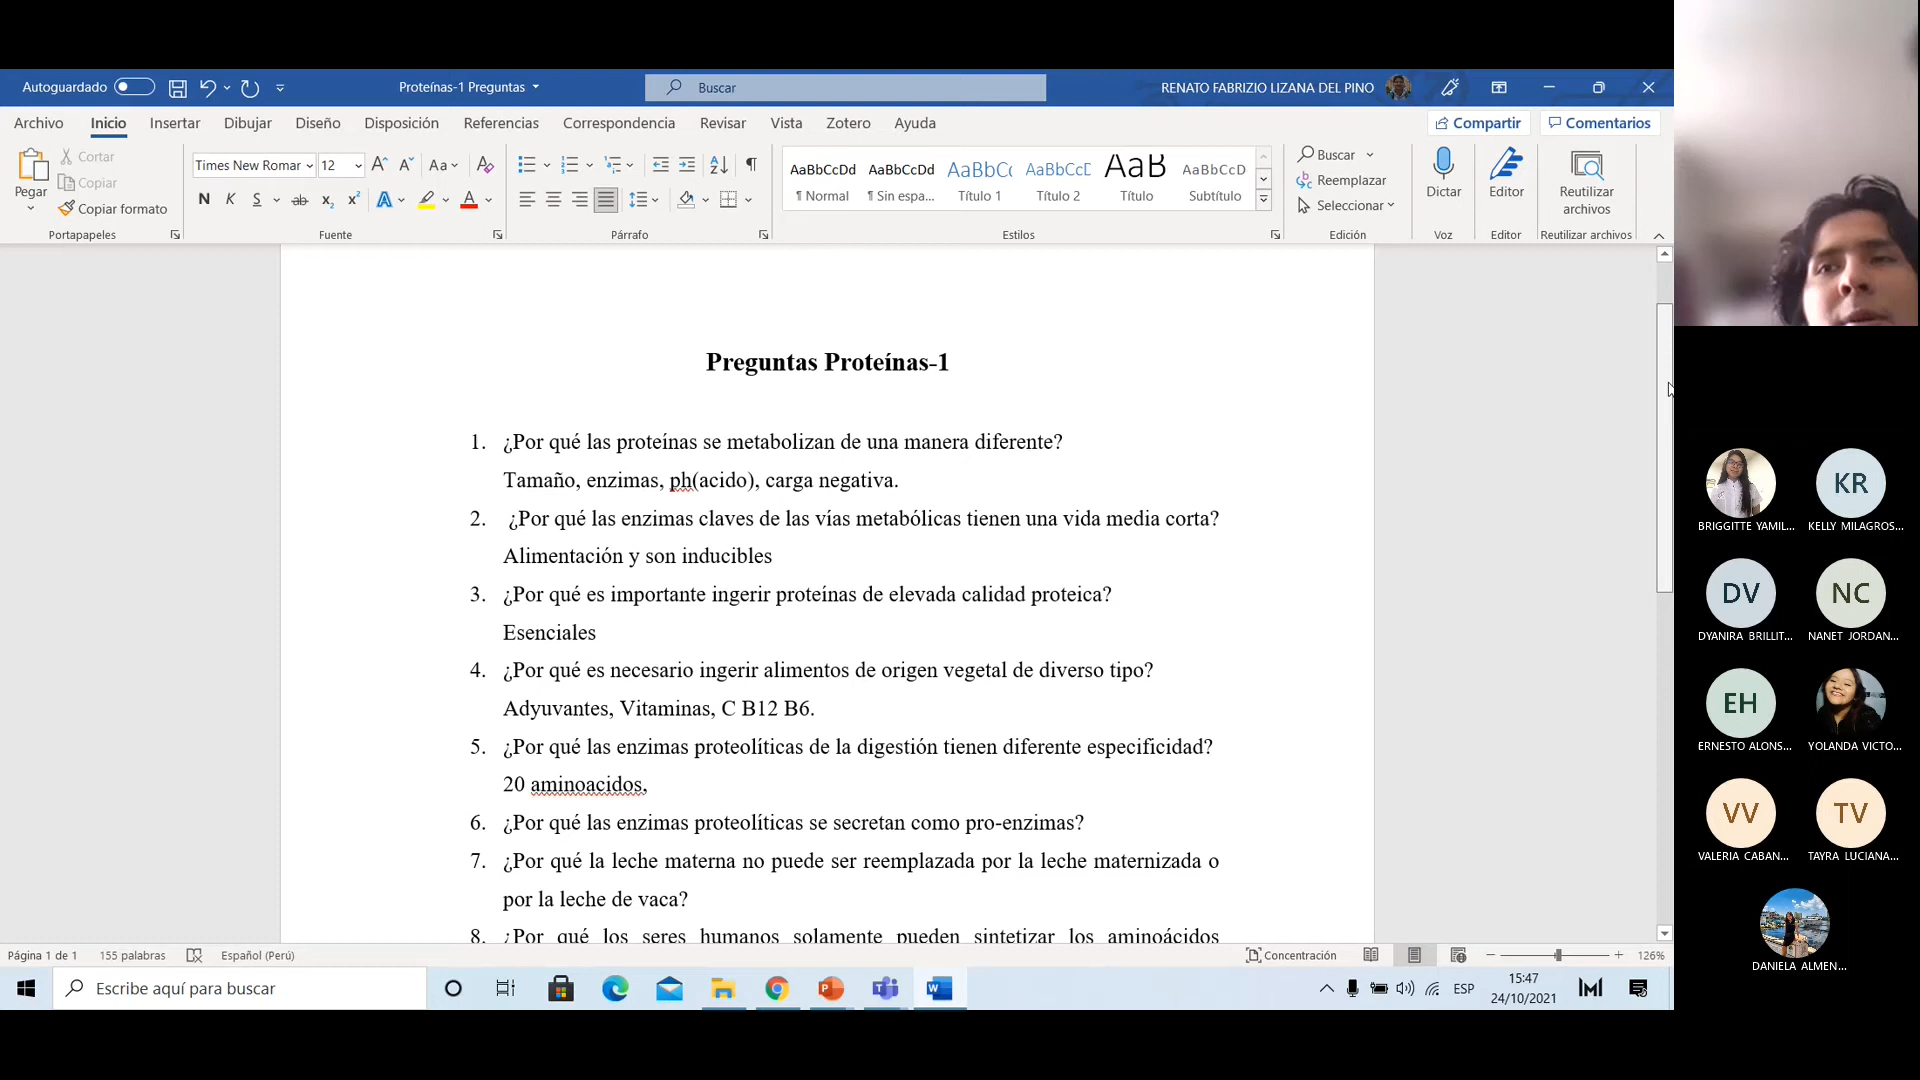 Autoguardado
Proteínas-1 Preguntas
Buscar
RENATO FABRIZIO LIZANA DEL PINO
Archivo Inicio Insertar Dibujar Diseño Disposición Referencias Correspondencia Revisar Vista Zotero Ayuda
Compartir Comentarios
Pegar
Cortar
Copiar
Copiar formato
Portapapeles
Times New Romar 12
Aa
N K S ab x₂ x² A A
Fuente
Párrafo
AaBbCcDd AaBbCcDd AaBbCc AaBbCcD AaB AaBbCcD
¶ Normal ¶ Sin espa... Título 1 Título 2 Título Subtítulo
Estilos
Buscar
Reemplazar
Seleccionar
Edición
Dictar
Voz
Editor
Editor
Reutilizar
archivos
Reutilizar archivos
Preguntas Proteínas-1
1. ¿Por qué las proteínas se metabolizan de una manera diferente?
Tamaño, enzimas, ph(acido), carga negativa.
2. ¿Por qué las enzimas claves de las vías metabólicas tienen una vida media corta?
Alimentación y son inducibles
3. ¿Por qué es importante ingerir proteínas de elevada calidad proteica?
Esenciales
4. ¿Por qué es necesario ingerir alimentos de origen vegetal de diverso tipo?
Adyuvantes, Vitaminas, C B12 B6.
5. ¿Por qué las enzimas proteolíticas de la digestión tienen diferente especificidad?
20 aminoacidos,
6. ¿Por qué las enzimas proteolíticas se secretan como pro-enzimas?
7. ¿Por qué la leche materna no puede ser reemplazada por la leche maternizada o
por la leche de vaca?
8. ¿Por qué los seres humanos solamente pueden sintetizar los aminoácidos
Página 1 de 1 155 palabras Español (Perú)
Concentración
126%
Escribe aquí para buscar
ESP
15:47
24/10/2021
BRIGGITTE YAMIL...
KR
KELLY MILAGROS...
DV
DYANIRA BRILLIT...
NC
NANET JORDAN...
EH
ERNESTO ALONS...
YOLANDA VICTO...
VV
VALERIA CABAN...
TV
TAYRA LUCIANA...
DANIELA ALMEN...